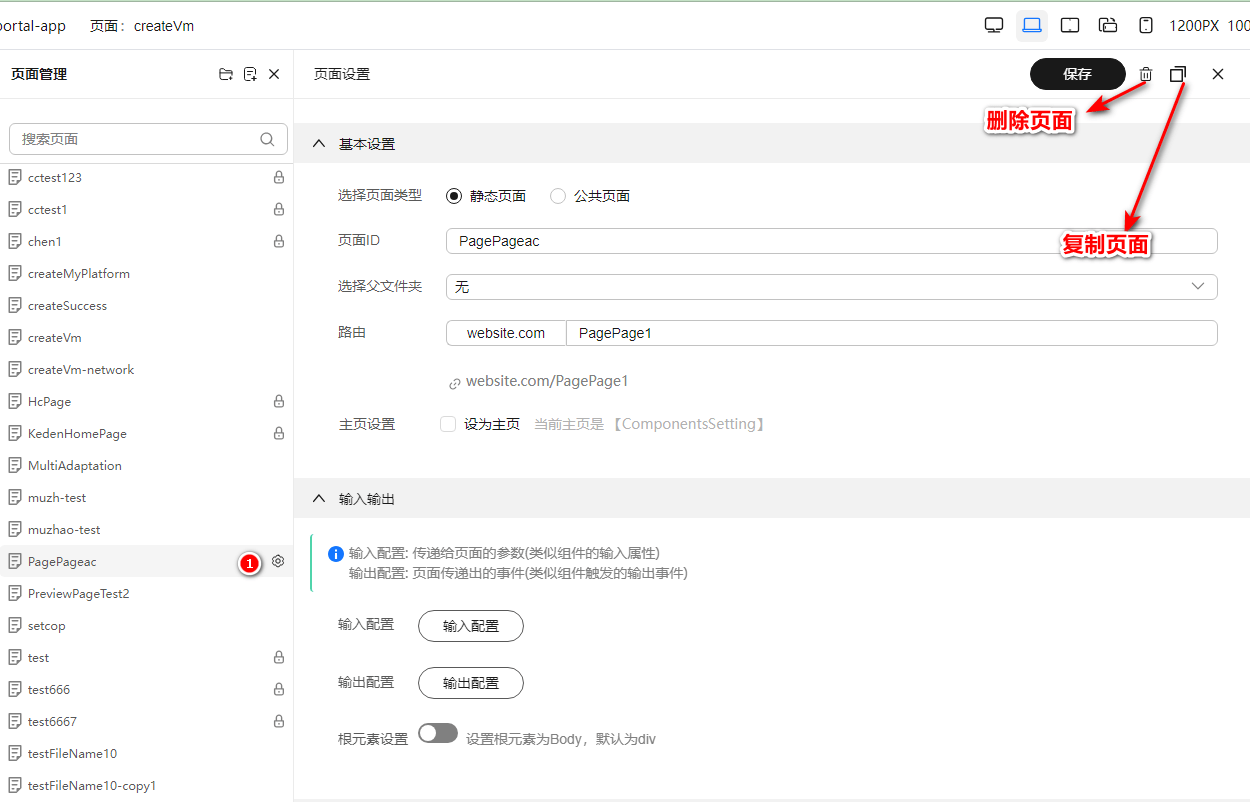 portal-app 页面：createVm 1200PX 100
页面管理
页面设置 保存
删除页面
搜索页面
基本设置
cctest123
选择页面类型 静态页面 公共页面
cctest1
页面ID PagePageac
复制页面
chen1
createMyPlatform
选择父文件夹 无
createSuccess
路由 website.com PagePage1
createVm
createVm-network
website.com/PagePage1
HcPage
主页设置 设为主页 当前主页是 【ComponentsSetting】
KedenHomePage
MultiAdaptation
muzh-test
输入输出
muzhao-test
PagePageac 1
输入配置: 传递给页面的参数(类似组件的输入属性)
输出配置: 页面传递出的事件(类似组件触发的输出事件)
PreviewPageTest2
setcop
输入配置 输入配置
test
test666
输出配置 输出配置
test6667
根元素设置 设置根元素为Body，默认为div
testFileName10
testFileName10-copy1